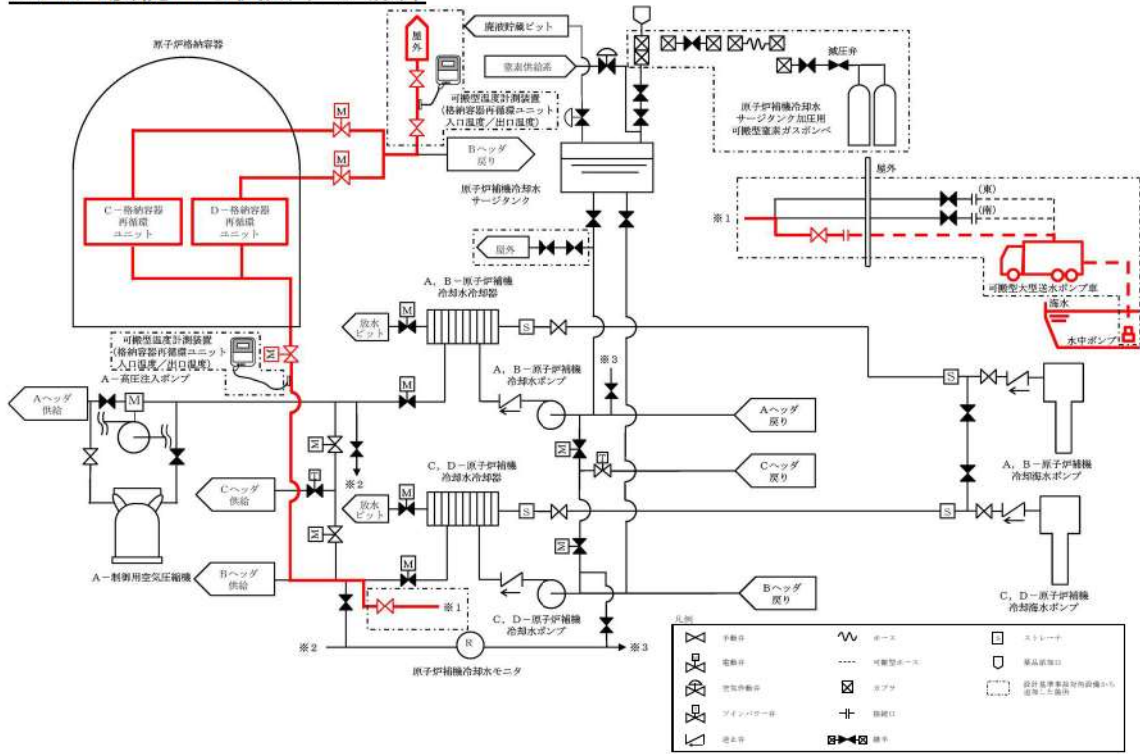 原子炉格納容器
屋外
廃液貯蔵ピット
窒素供給系
減圧弁
可搬型温度計測装置
(格納容器再循環ユニット
入口温度/出口温度)
原子炉補機冷却水
サージタンク加圧用
可搬型窒素ガスボンベ
M
M
Bヘッダ
戻り
原子炉補機冷却水
サージタンク
屋外
(東)
(南)
※1
C-格納容器
再循環
ユニット
D-格納容器
再循環
ユニット
屋外
可搬型大型送水ポンプ車
海水
水中ポンプ
A, B-原子炉補機
冷却水冷却器
放水
ピット
M
S
可搬型温度計測装置
(格納容器再循環ユニット
入口温度/出口温度)
M
A-高圧注入ポンプ
※3
A, B-原子炉補機
冷却水ポンプ
S
Aヘッダ
供給
M
M
Aヘッダ
戻り
M
M
Cヘッダ
戻り
T
A, B-原子炉補機
冷却海水ポンプ
C, D-原子炉補機
冷却水冷却器
※2
Cヘッダ
供給
T
放水
ピット
M
S
S
M
M
A-制御用空気圧縮機
Bヘッダ
供給
M
Bヘッダ
戻り
C, D-原子炉補機
冷却海水ポンプ
※1
C, D-原子炉補機
冷却水ポンプ
※2
R
※3
原子炉補機冷却水モニタ
凡例
手動弁
ホース
S
ストレーナ
電動弁
可搬型ホース
薬品添加口
空気作動弁
カプラ
設計基準事故対処設備から
追加した箇所
ツインパワー弁
接続口
逆止弁